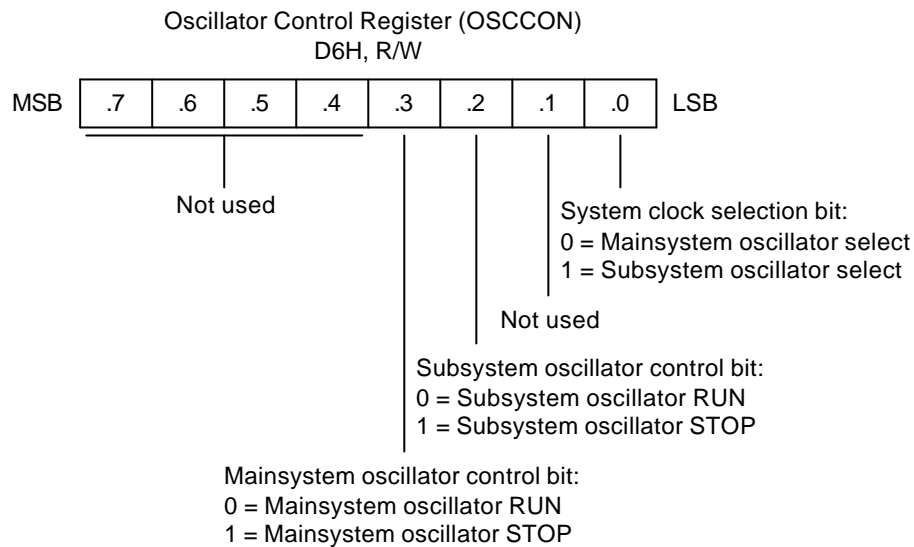 Oscillator Control Register (OSCCON)
D6H, R/W
MSB .7 .6 .5 .4 .3 .2 .1 .0 LSB
Not used
System clock selection bit:
0 = Mainsystem oscillator select
1 = Subsystem oscillator select
Not used
Subsystem oscillator control bit:
0 = Subsystem oscillator RUN
1 = Subsystem oscillator STOP
Mainsystem oscillator control bit:
0 = Mainsystem oscillator RUN
1 = Mainsystem oscillator STOP